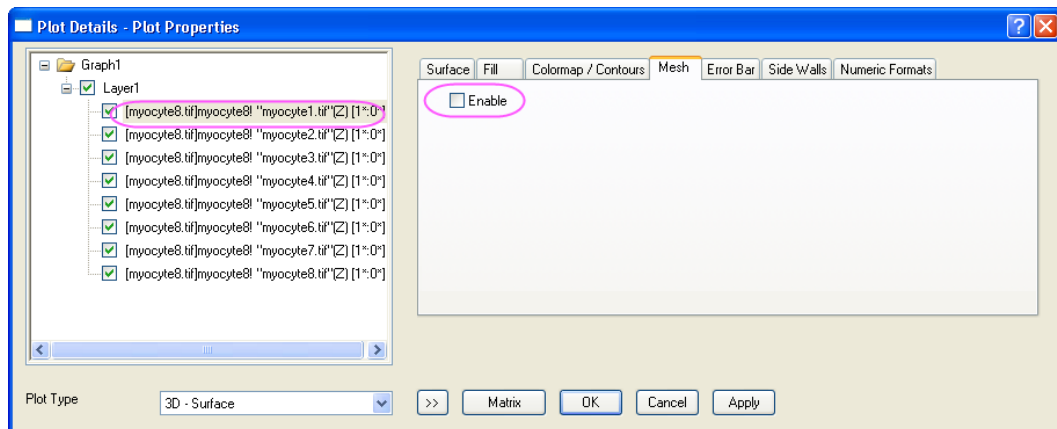 Plot Details - Plot Properties
Graph1
Layer1
[myocyte8.tif]myocyte8! "myocyte1.tif"(Z) [1*:0*]
[myocyte8.tif]myocyte8! "myocyte2.tif"(Z) [1*:0*]
[myocyte8.tif]myocyte8! "myocyte3.tif"(Z) [1*:0*]
[myocyte8.tif]myocyte8! "myocyte4.tif"(Z) [1*:0*]
[myocyte8.tif]myocyte8! "myocyte5.tif"(Z) [1*:0*]
[myocyte8.tif]myocyte8! "myocyte6.tif"(Z) [1*:0*]
[myocyte8.tif]myocyte8! "myocyte7.tif"(Z) [1*:0*]
[myocyte8.tif]myocyte8! "myocyte8.tif"(Z) [1*:0*]
Surface Fill Colormap / Contours Mesh Error Bar Side Walls Numeric Formats
Enable
Plot Type 3D - Surface >> Matrix OK Cancel Apply